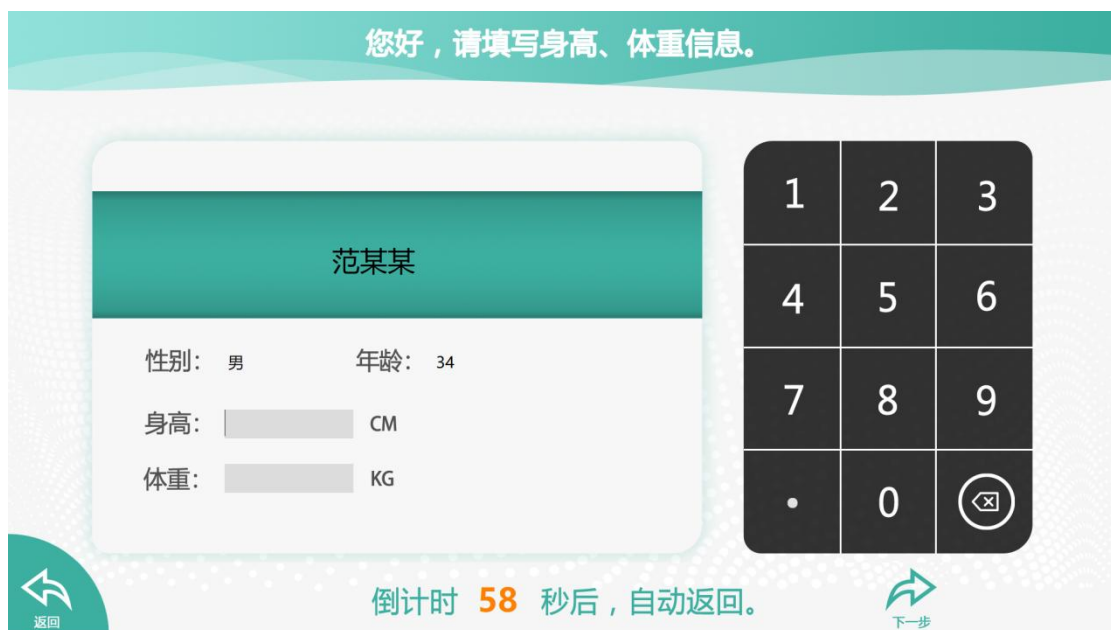 您好，请填写身高、体重信息。
范某某
性别： 男 年龄： 34
身高： CM
体重： KG
1 2 3
4 5 6
7 8 9
. 0
返回
倒计时 58 秒后，自动返回。
下一步